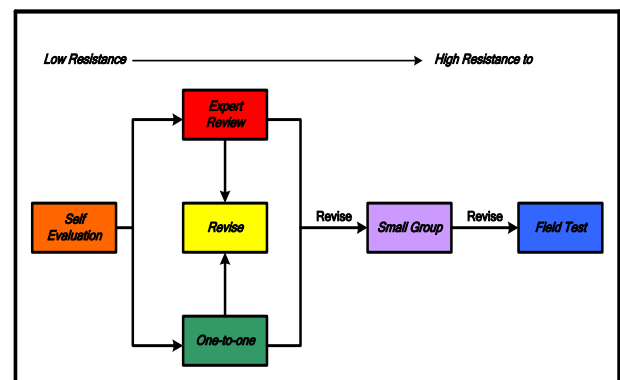 Low Resistance
High Resistance to
Expert
Review
Self
Evaluation
Revise
Revise
Small Group
Revise
Field Test
One-to-one